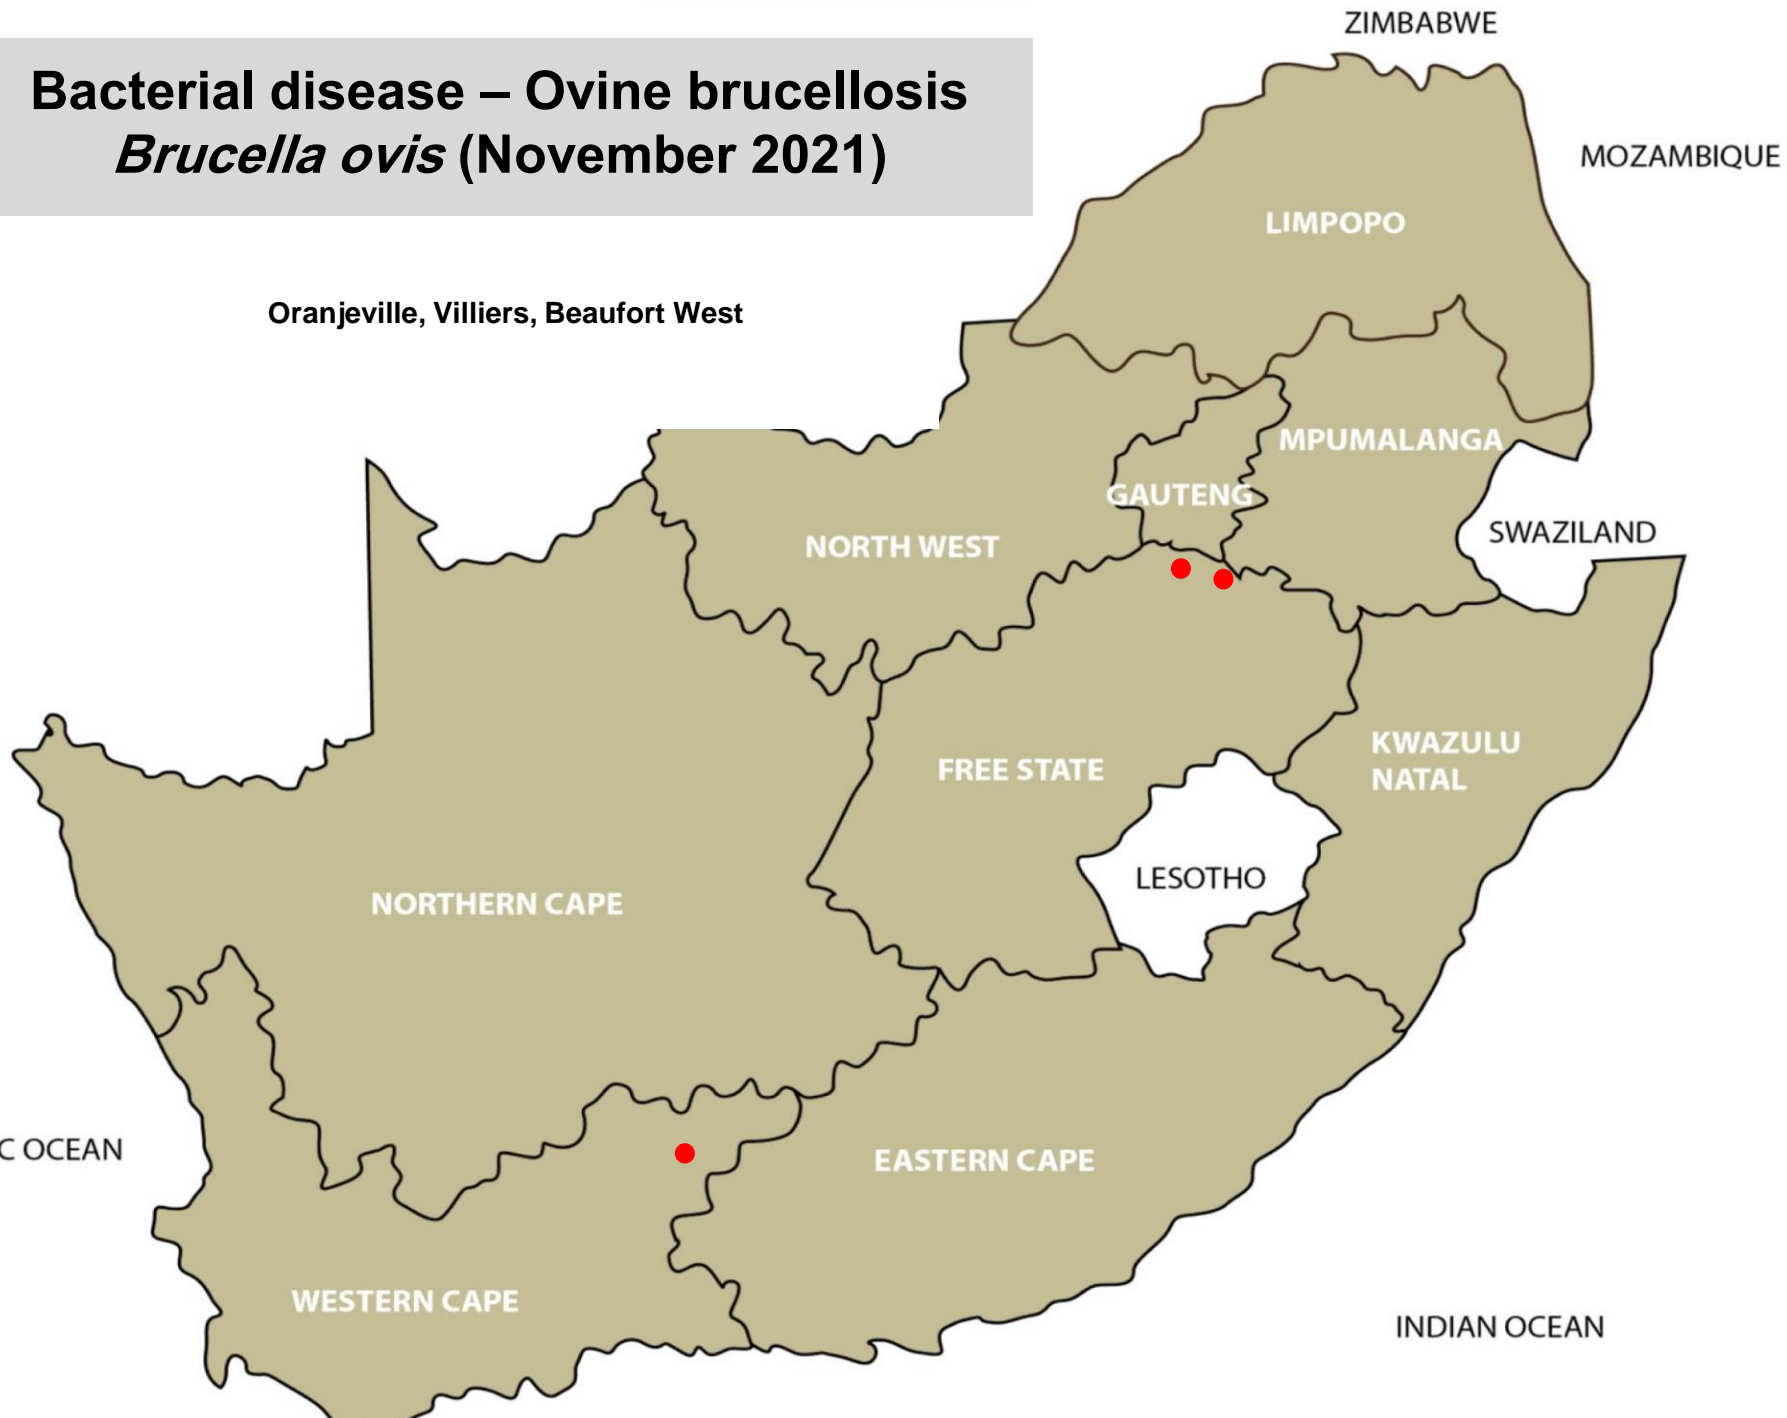 ZIMBABWE
Bacterial disease – Ovine brucellosis
Brucella ovis (November 2021)
MOZAMBIQUE
LIMPOPO
Oranjeville, Villiers, Beaufort West
MPUMALANGA
GAUTENG
SWAZILAND
NORTH WEST
KWAZULU
NATAL
FREE STATE
LESOTHO
NORTHERN CAPE
C OCEAN
EASTERN CAPE
WESTERN CAPE
INDIAN OCEAN